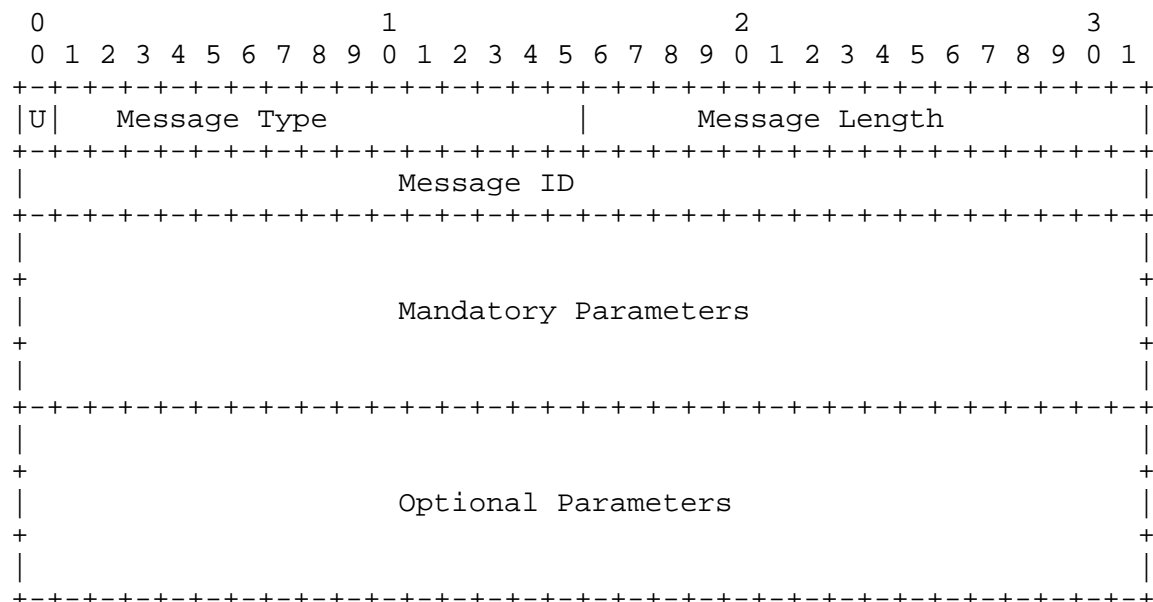 0                   1                   2                   3
 0 1 2 3 4 5 6 7 8 9 0 1 2 3 4 5 6 7 8 9 0 1 2 3 4 5 6 7 8 9 0 1
+-+-+-+-+-+-+-+-+-+-+-+-+-+-+-+-+-+-+-+-+-+-+-+-+-+-+-+-+-+-+-+-+
|U|   Message Type              |      Message Length           |
+-+-+-+-+-+-+-+-+-+-+-+-+-+-+-+-+-+-+-+-+-+-+-+-+-+-+-+-+-+-+-+-+
|                     Message ID                                |
+-+-+-+-+-+-+-+-+-+-+-+-+-+-+-+-+-+-+-+-+-+-+-+-+-+-+-+-+-+-+-+-+
|                                                               |
+                                                               +
|                     Mandatory Parameters                      |
+                                                               +
|                                                               |
+-+-+-+-+-+-+-+-+-+-+-+-+-+-+-+-+-+-+-+-+-+-+-+-+-+-+-+-+-+-+-+-+
|                                                               |
+                                                               +
|                     Optional Parameters                       |
+                                                               +
|                                                               |
+-+-+-+-+-+-+-+-+-+-+-+-+-+-+-+-+-+-+-+-+-+-+-+-+-+-+-+-+-+-+-+-+